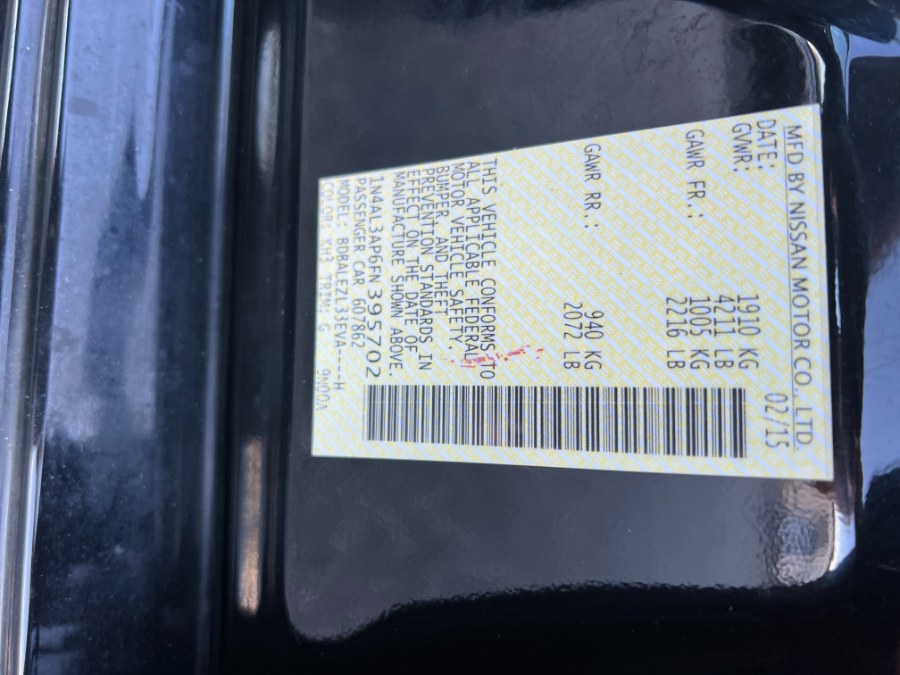 MFD BY NISSAN MOTOR CO., LTD.
DATE: 02/15
GVWR: 1910 KG
4211 LB
GAWR FR.: 1005 KG
2216 LB
GAWR RR.: 940 KG
2072 LB
THIS VEHICLE CONFORMS TO
ALL APPLICABLE FEDERAL
MOTOR VEHICLE SAFETY,
BUMPER AND THEFT
PREVENTION STANDARDS IN
EFFECT ON THE DATE OF
MANUFACTURE SHOWN ABOVE.
1N4AL3AP6FN395702
PASSENGER CAR 607862
MODEL: BDBALEZL33EVA----H
COLOR: KH3 TRIM: G 9N00A